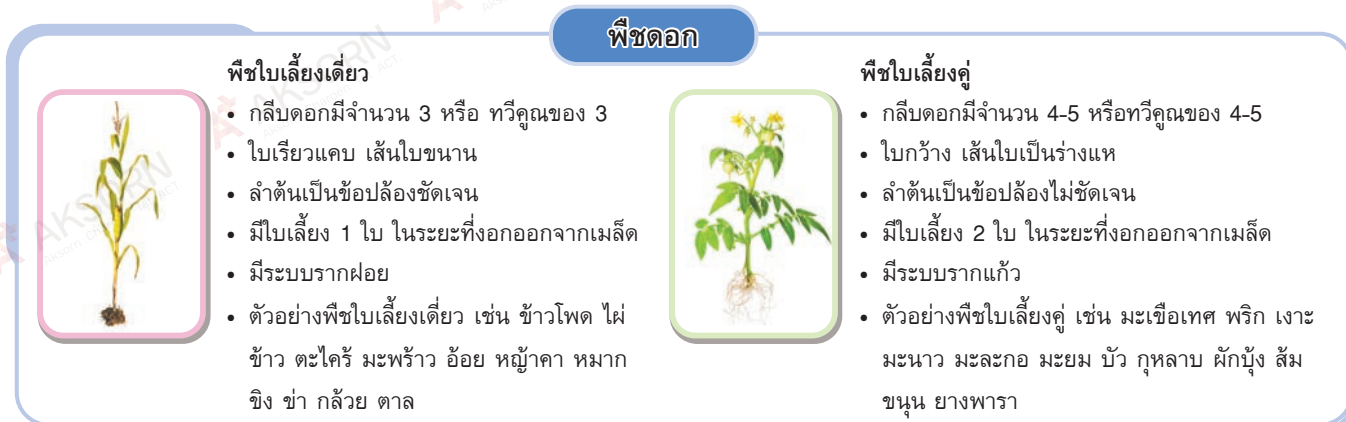 พืชดอก
พืชใบเลี้ยงเดี่ยว
• กลีบดอกมีจำนวน 3 หรือ ทวีคูณของ 3
• ใบเรียวแคบ เส้นใบขนาน
• ลำต้นเป็นข้อปล้องชัดเจน
• มีใบเลี้ยง 1 ใบ ในระยะที่งอกออกจากเมล็ด
• มีระบบรากฝอย
• ตัวอย่างพืชใบเลี้ยงเดี่ยว เช่น ข้าวโพด ไผ่
ข้าว ตะไคร้ มะพร้าว อ้อย หญ้าคา หมาก
ขิง ข่า กล้วย ตาล
พืชใบเลี้ยงคู่
• กลีบดอกมีจำนวน 4-5 หรือทวีคูณของ 4-5
• ใบกว้าง เส้นใบเป็นร่างแห
• ลำต้นเป็นข้อปล้องไม่ชัดเจน
• มีใบเลี้ยง 2 ใบ ในระยะที่งอกออกจากเมล็ด
• มีระบบรากแก้ว
• ตัวอย่างพืชใบเลี้ยงคู่ เช่น มะเขือเทศ พริก เงาะ
มะนาว มะละกอ มะยม บัว กุหลาบ ผักบุ้ง ส้ม
ขนุน ยางพารา
AKSORN
AKSORN